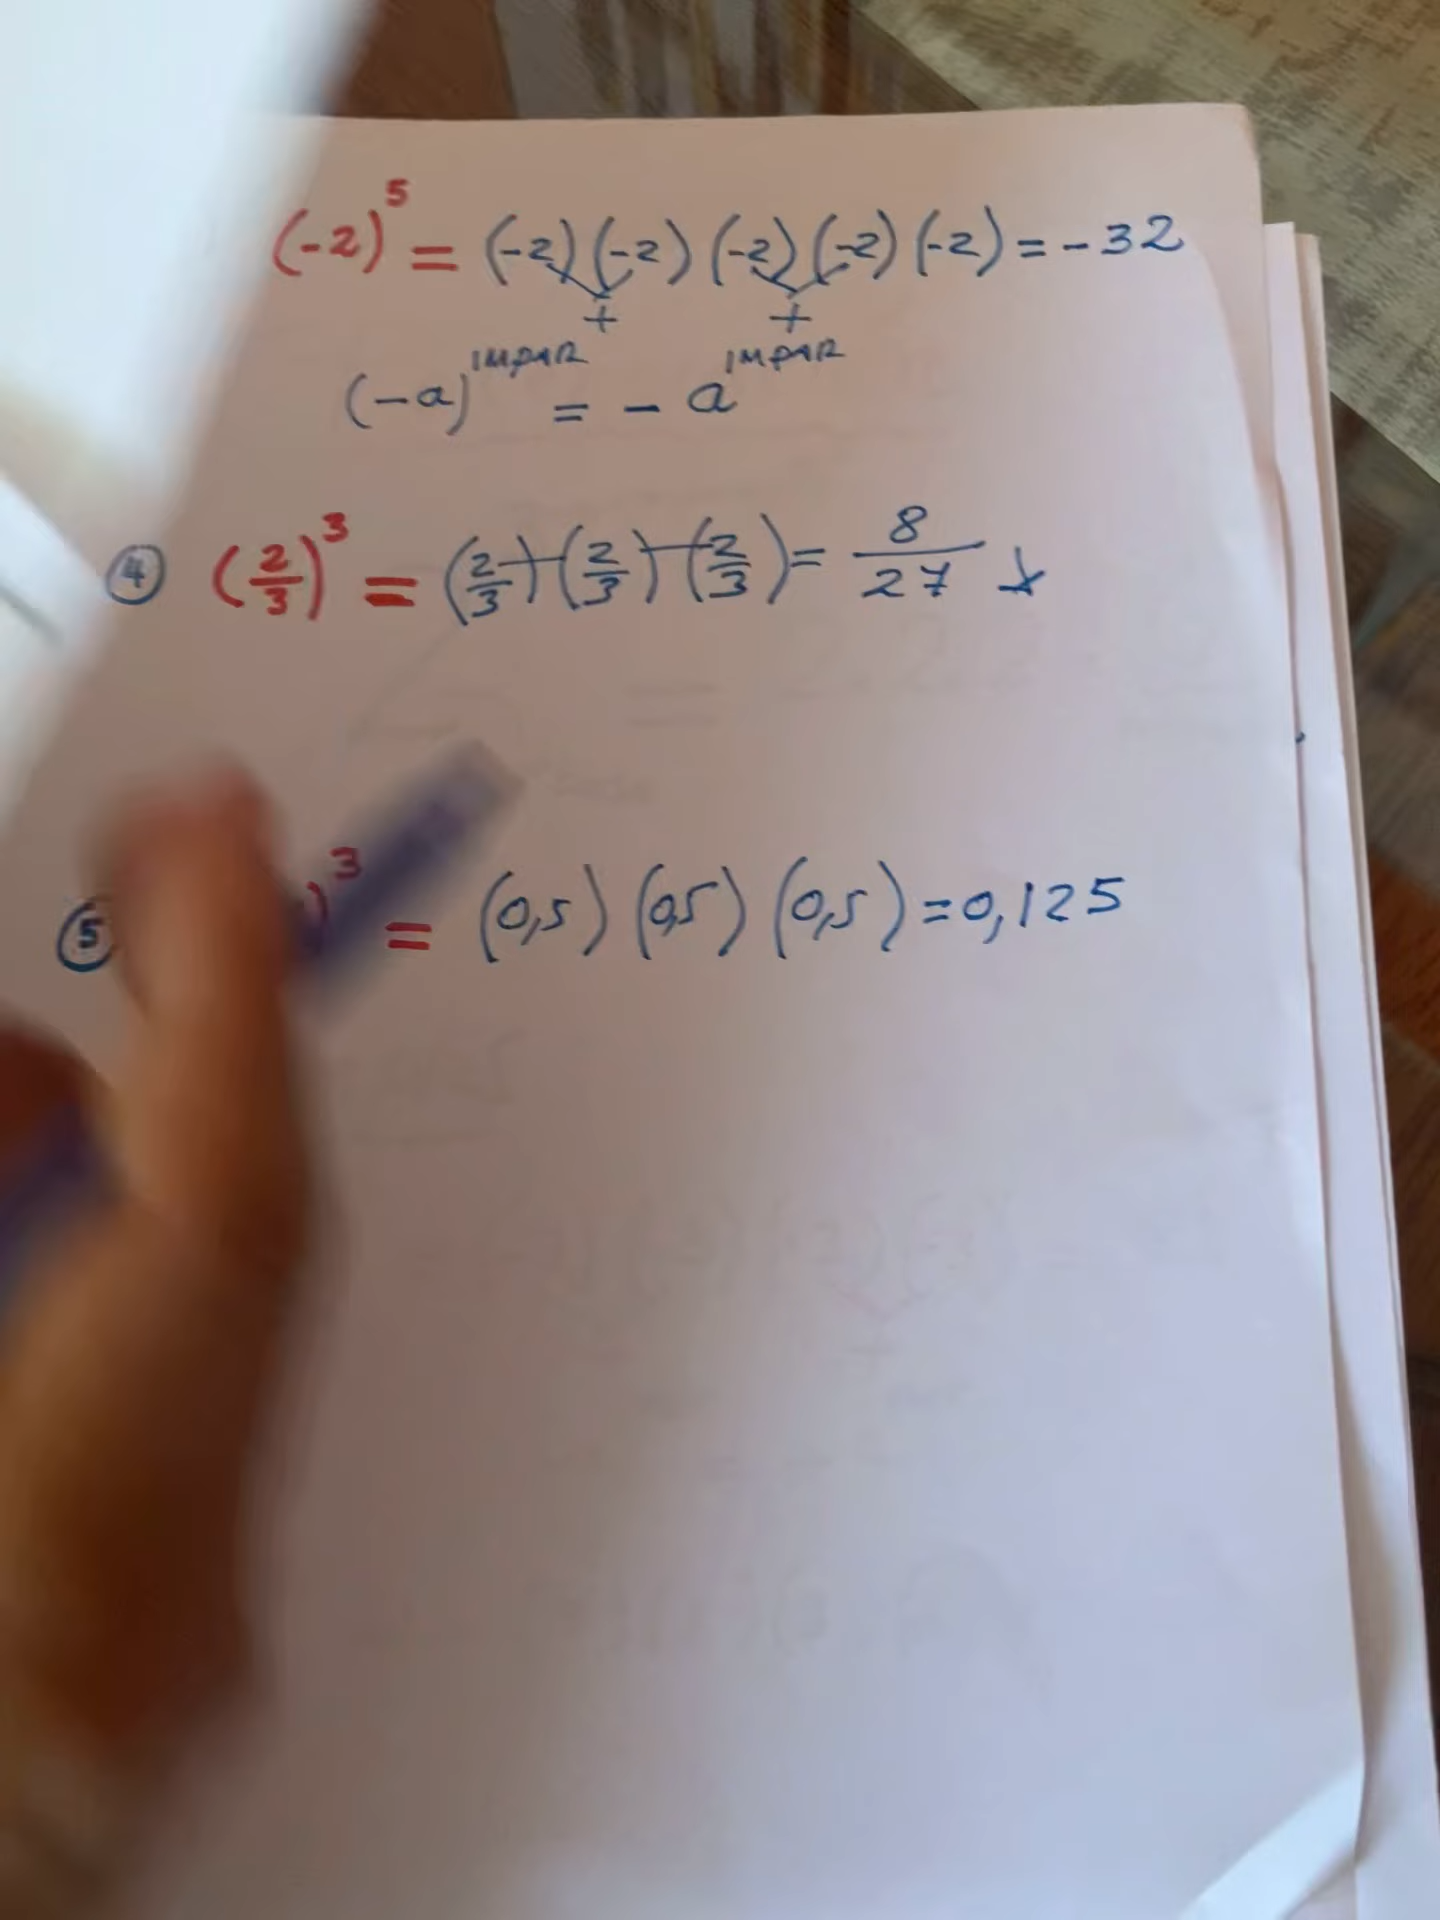 (-2)⁵ = (-2)(-2)(-2)(-2)(-2) = -32
+ +
(-a)^IMPAR = - a^IMPAR
④ (2/3)³ = (2/3)(2/3)(2/3) = 8/27
⑤ )³ = (0,5)(0,5)(0,5) = 0,125